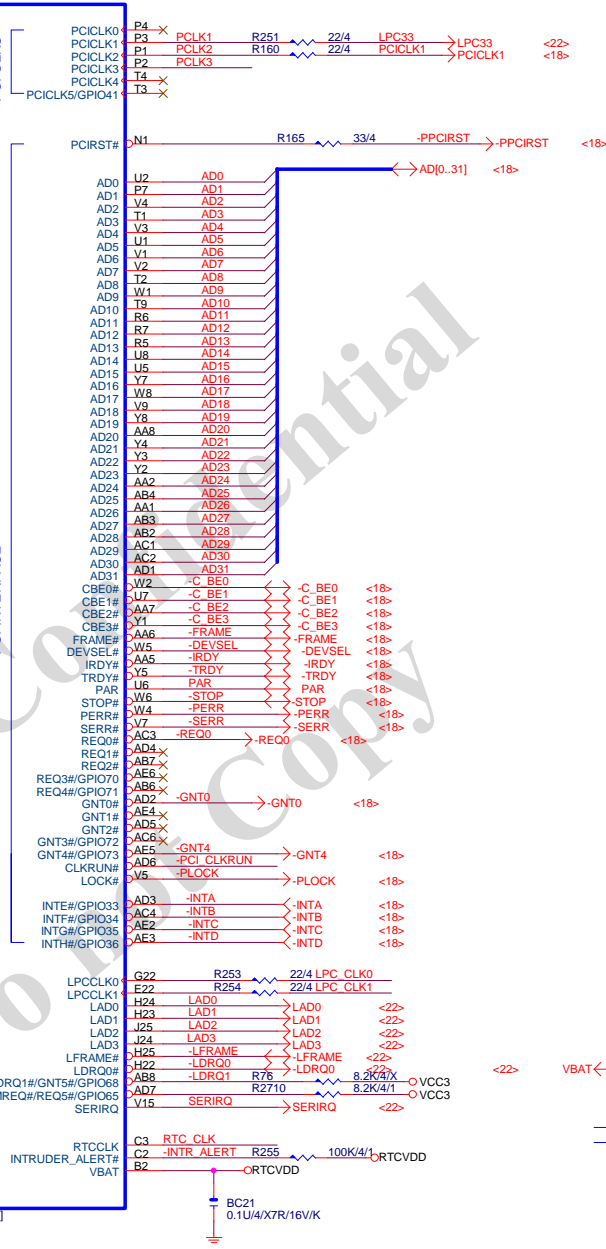 PCICLK0 P4
PCICLK1 P3 PCLK1 R251 22/4 LPC33 LPC33 <22>
PCICLK2 P1 PCLK2 R160 22/4 PCICLK1 PCICLK1 <18>
PCICLK3 P2 PCLK3
PCICLK4 T4
PCICLK5/GPIO41 T3
PCIRST# N1 R165 33/4 -PPCIRST -PPCIRST <18>
AD[0..31] <18>
AD0 U2 AD0
AD1 P7 AD1
AD2 V4 AD2
AD3 T1 AD3
AD4 V3 AD4
AD5 U1 AD5
AD6 V1 AD6
AD7 V2 AD7
AD8 T2 AD8
AD9 W1 AD9
AD10 T9 AD10
AD11 R6 AD11
AD12 R7 AD12
AD13 R5 AD13
AD14 U8 AD14
AD15 U5 AD15
AD16 Y7 AD16
AD17 W8 AD17
AD18 V9 AD18
AD19 Y8 AD19
AD20 AA8 AD20
AD21 Y4 AD21
AD22 Y3 AD22
AD23 Y2 AD23
AD24 AA2 AD24
AD25 AB4 AD25
AD26 AA1 AD26
AD27 AB3 AD27
AD28 AB2 AD28
AD29 AC1 AD29
AD30 AC2 AD30
AD31 AD1 AD31
CBE0# W2 -C_BE0 -C_BE0 <18>
CBE1# U7 -C_BE1 -C_BE1 <18>
CBE2# AA7 -C_BE2 -C_BE2 <18>
CBE3# Y1 -C_BE3 -C_BE3 <18>
FRAME# AA6 -FRAME -FRAME <18>
DEVSEL# W5 -DEVSEL -DEVSEL <18>
IRDY# AA5 -IRDY -IRDY <18>
TRDY# Y5 -TRDY -TRDY <18>
PAR U6 PAR PAR <18>
STOP# W6 -STOP -STOP <18>
PERR# W4 -PERR -PERR <18>
SERR# V7 -SERR -SERR <18>
REQ0# AC3 -REQ0 -REQ0 <18>
REQ1# AD4
REQ2# AB7
REQ3#/GPIO70 AE6
REQ4#/GPIO71 AB6
GNT0# AD2 -GNT0 -GNT0 <18>
GNT1# AE4
GNT2# AD5
GNT3#/GPIO72 AC6
GNT4#/GPIO73 AE5 -GNT4 -GNT4 <18>
CLKRUN# AD6 -PCI_CLKRUN
LOCK# V5 -PLOCK -PLOCK <18>
INTE#/GPIO33 AD3 -INTA -INTA <18>
INTF#/GPIO34 AC4 -INTB -INTB <18>
INTG#/GPIO35 AE2 -INTC -INTC <18>
INTH#/GPIO36 AE3 -INTD -INTD <18>
LPCCLK0 G22 R253 22/4 LPC_CLK0
LPCCLK1 E22 R254 22/4 LPC_CLK1
LAD0 H24 LAD0 LAD0 <22>
LAD1 H23 LAD1 LAD1 <22>
LAD2 J25 LAD2 LAD2 <22>
LAD3 J24 LAD3 LAD3 <22>
LFRAME# H25 -LFRAME -LFRAME <22>
LDRQ0# H22 -LDRQ0 -LDRQ0 <22> <22> VBAT
DRQ1#/GNT5#/GPIO68 AB8 -LDRQ1 R76 8.2K/4/X VCC3
MREQ#/REQ5#/GPIO65 AD7 R2710 8.2K/4/1 VCC3
SERIRQ V15 SERIRQ SERIRQ <22>
RTCCLK C3 RTC_CLK
INTRUDER_ALERT# C2 -INTR_ALERT R255 100K/4/1 RTCVDD
VBAT B2 RTCVDD
BC21
0.1U/4/X7R/16V/K
Confidential
o not Copy